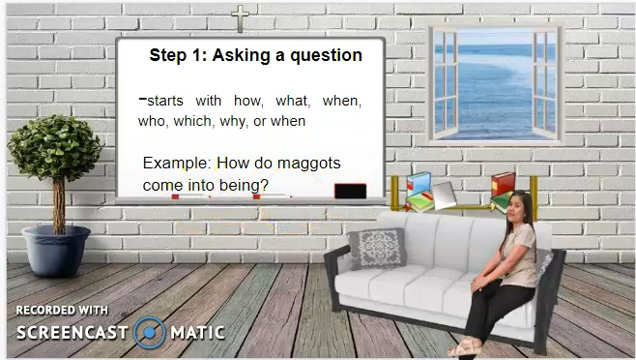 Step 1: Asking a question
-starts with how, what, when,
who, which, why, or when
Example: How do maggots
come into being?
RECORDED WITH
SCREENCAST MATIC